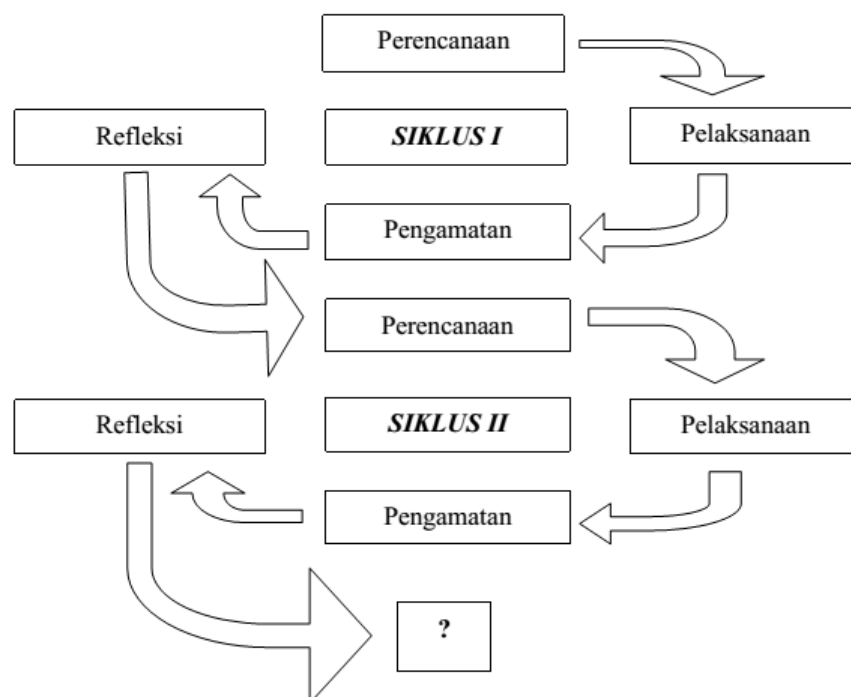 Perencanaan
Refleksi
SIKLUS I
Pelaksanaan
Pengamatan
Perencanaan
Refleksi
SIKLUS II
Pelaksanaan
Pengamatan
?